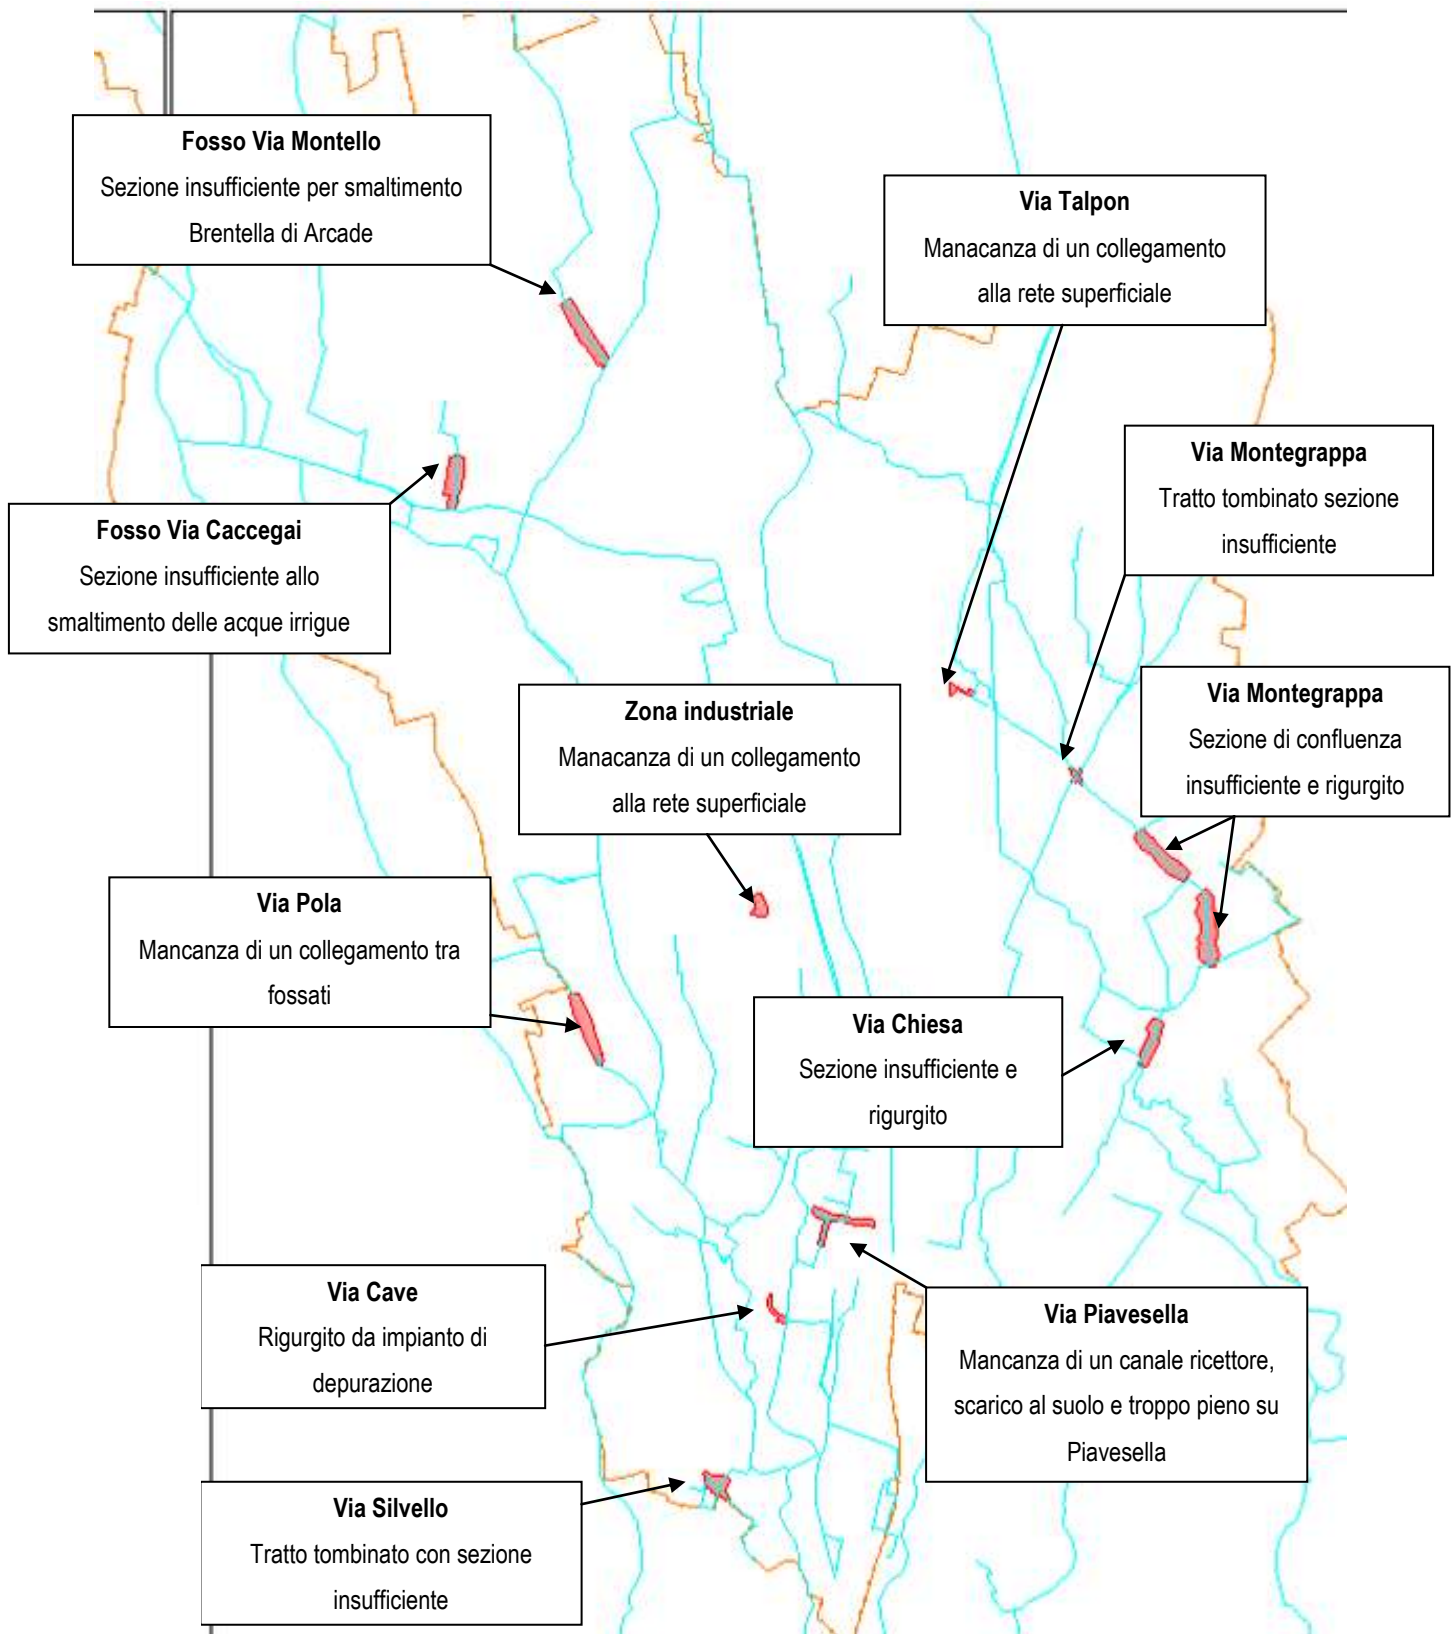 Fosso Via Montello
Sezione insufficiente per smaltimento
Brentella di Arcade
Via Talpon
Manacanza di un collegamento
alla rete superficiale
Via Montegrappa
Tratto tombinato sezione
insufficiente
Fosso Via Caccegai
Sezione insufficiente allo
smaltimento delle acque irrigue
Via Montegrappa
Sezione di confluenza
insufficiente e rigurgito
Zona industriale
Manacanza di un collegamento
alla rete superficiale
Via Pola
Mancanza di un collegamento tra
fossati
Via Chiesa
Sezione insufficiente e
rigurgito
Via Cave
Rigurgito da impianto di
depurazione
Via Piavesella
Mancanza di un canale ricettore,
scarico al suolo e troppo pieno su
Piavesella
Via Silvello
Tratto tombinato con sezione
insufficiente